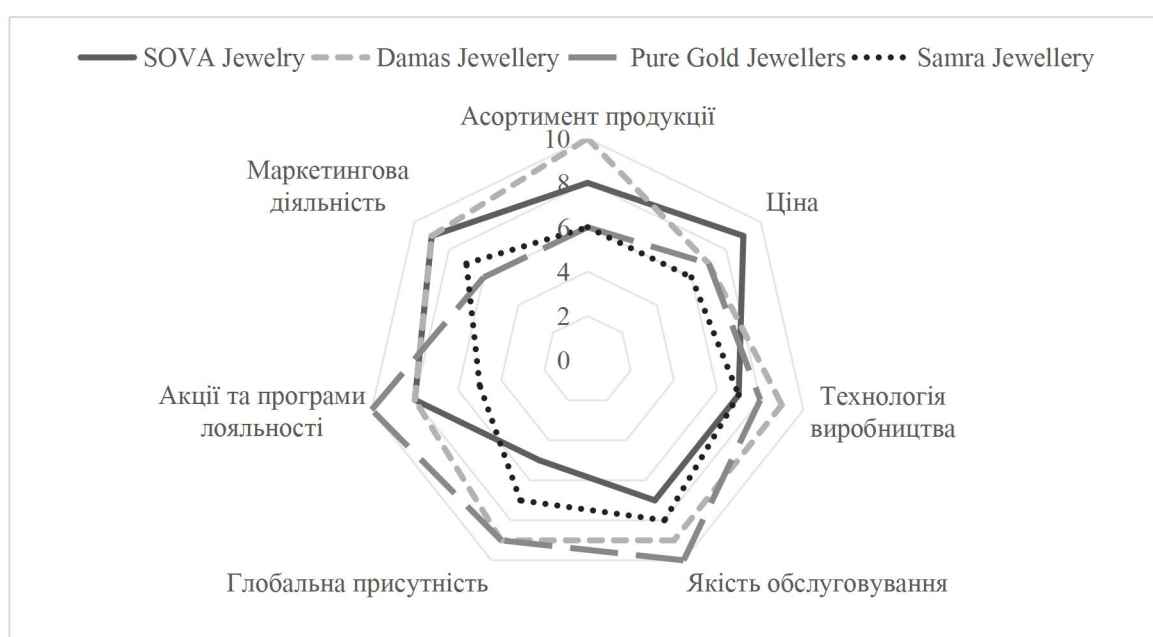 SOVA Jewelry Damas Jewellery Pure Gold Jewellers Samra Jewellery
Асортимент продукції
10
8
6
4
2
0
Ціна
Технологія
виробництва
Якість обслуговування
Глобальна присутність
Акції та програми
лояльності
Маркетингова
діяльність